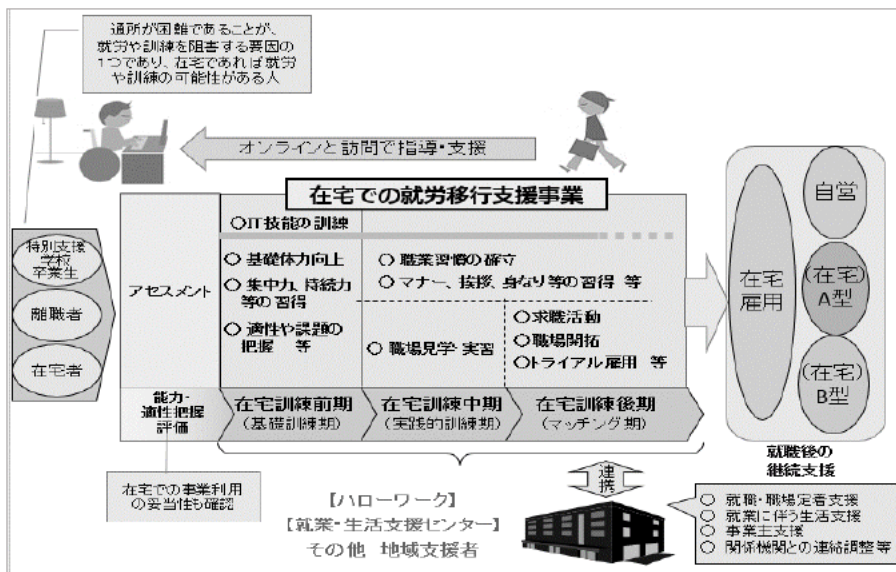 通所が困難であることが、
就労や訓練を阻害する要因の
1つであり、在宅であれば就労
や訓練の可能性がある人
オンラインと訪問で指導・支援
在宅での就労移行支援事業
特別支援
学校
卒業生
離職者
在宅者
アセスメント
○IT技能の訓練
○ 基礎体力向上
○ 集中力、持続力
等の習得
○ 適性や課題の
把握 等
○ 職業習慣の確立
○ マナー、挨拶、身なり等の習得 等
○ 職場見学・実習
○求職活動
○職場開拓
○トライアル雇用 等
能力・
適性把握
評価
在宅訓練前期
(基礎訓練期)
在宅訓練中期
(実践的訓練期)
在宅訓練後期
(マッチング期)
在宅
雇用
自営
(在宅)
A型
(在宅)
B型
就職後の
継続支援
在宅での事業利用
の妥当性も確認
【ハローワーク】
【就業・生活支援センター】
その他 地域支援者
連携
○ 就職・職場定着支援
○ 就業に伴う生活支援
○ 事業主支援
○ 関係機関との連絡調整等